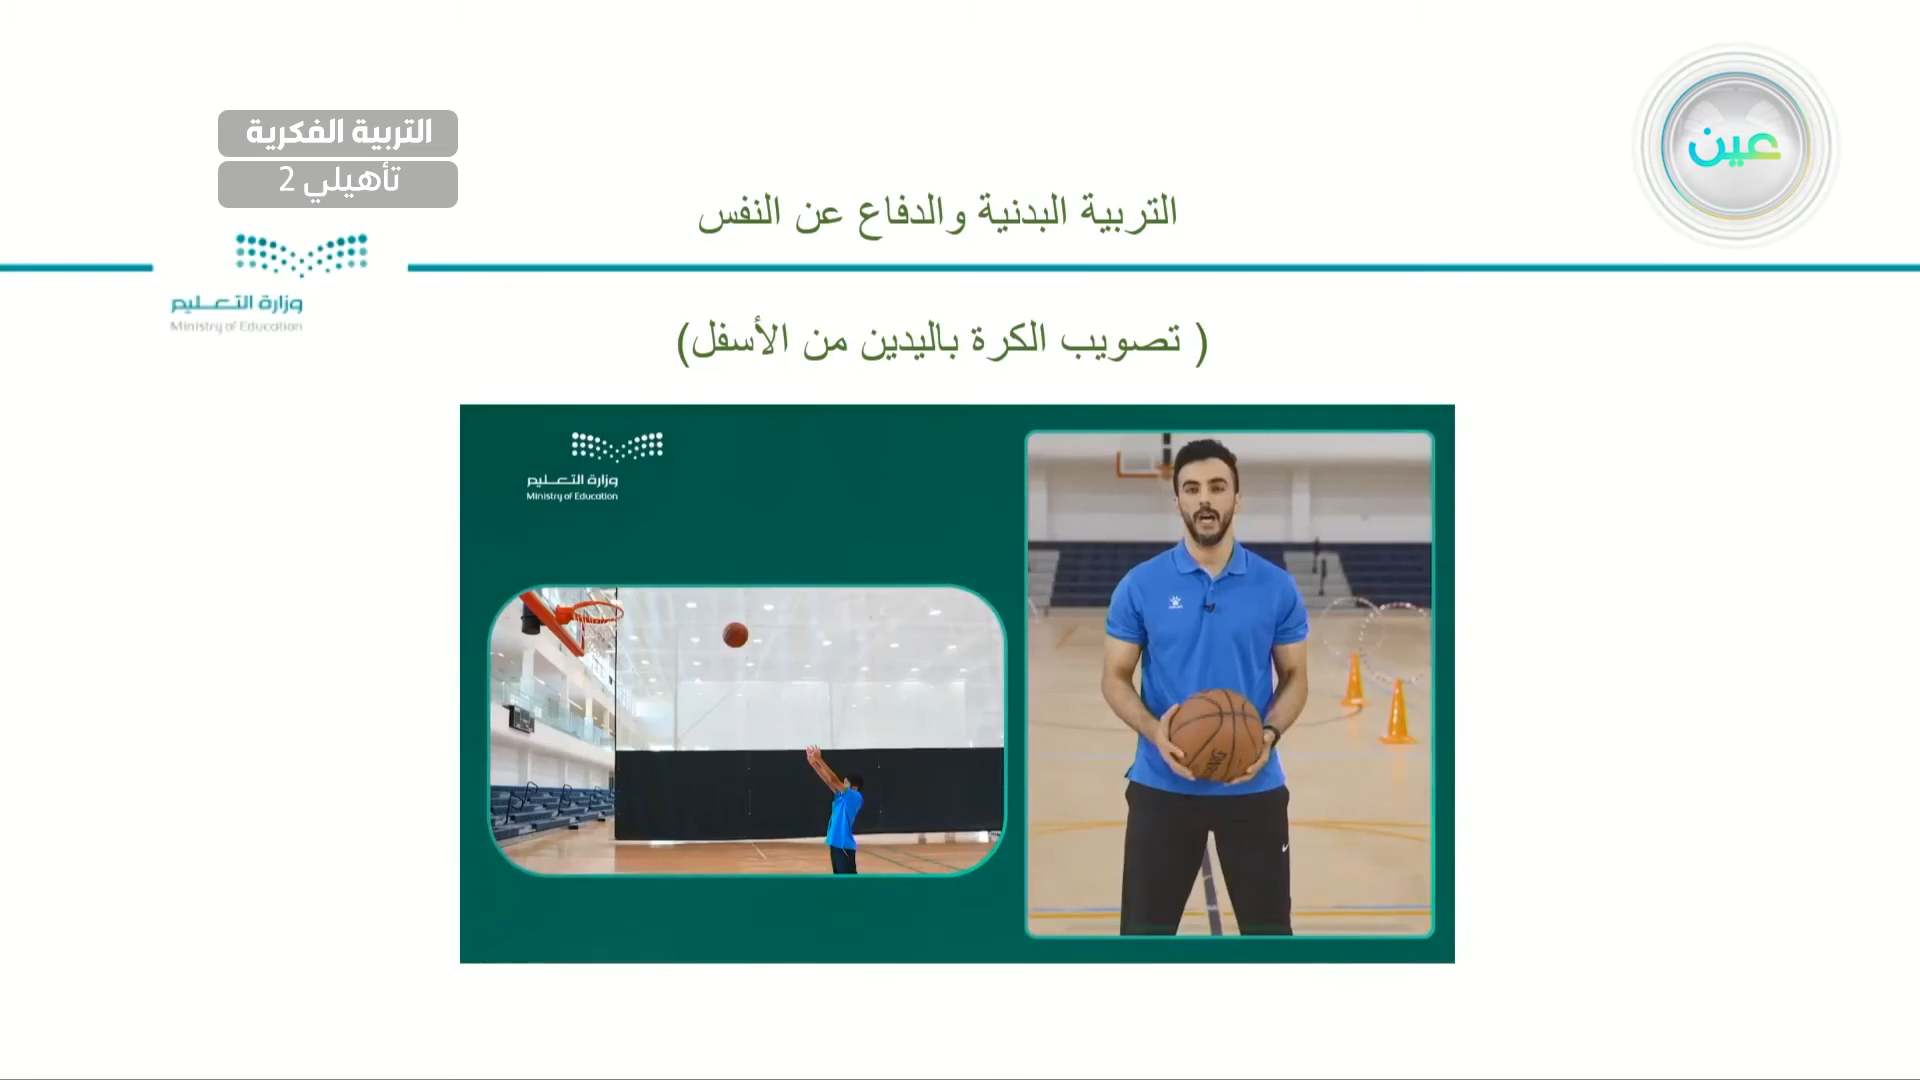 عين
التربية الفكرية
تأهيلي 2
التربية البدنية والدفاع عن النفس
وزارة التعليم
Ministry of Education
( تصويب الكرة باليدين من الأسفل)
وزارة التعليم
Ministry of Education
SPALDING